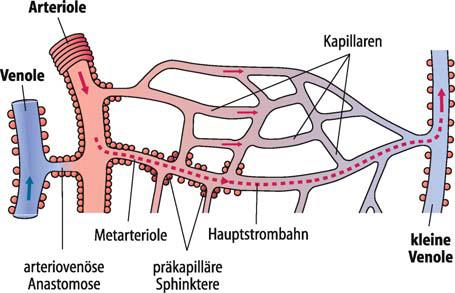 Arteriole
Venole
Kapillaren
Metarteriole
Hauptstrombahn
arteriovenöse
Anastomose
präkapilläre
Sphinktere
kleine
Venole